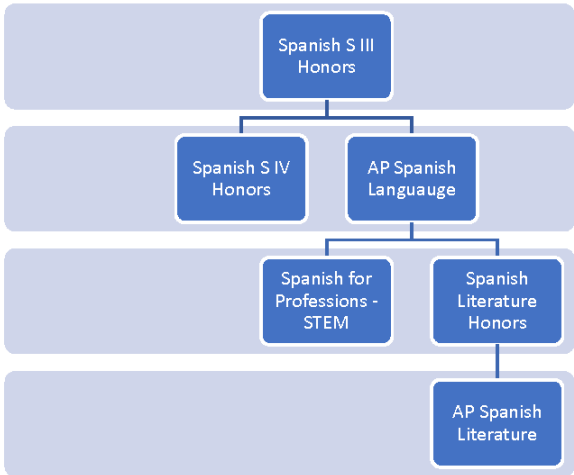 Spanish S III
Honors
Spanish S IV
Honors
AP Spanish
Languauge
Spanish for
Professions -
STEM
Spanish
Literature
Honors
AP Spanish
Literature